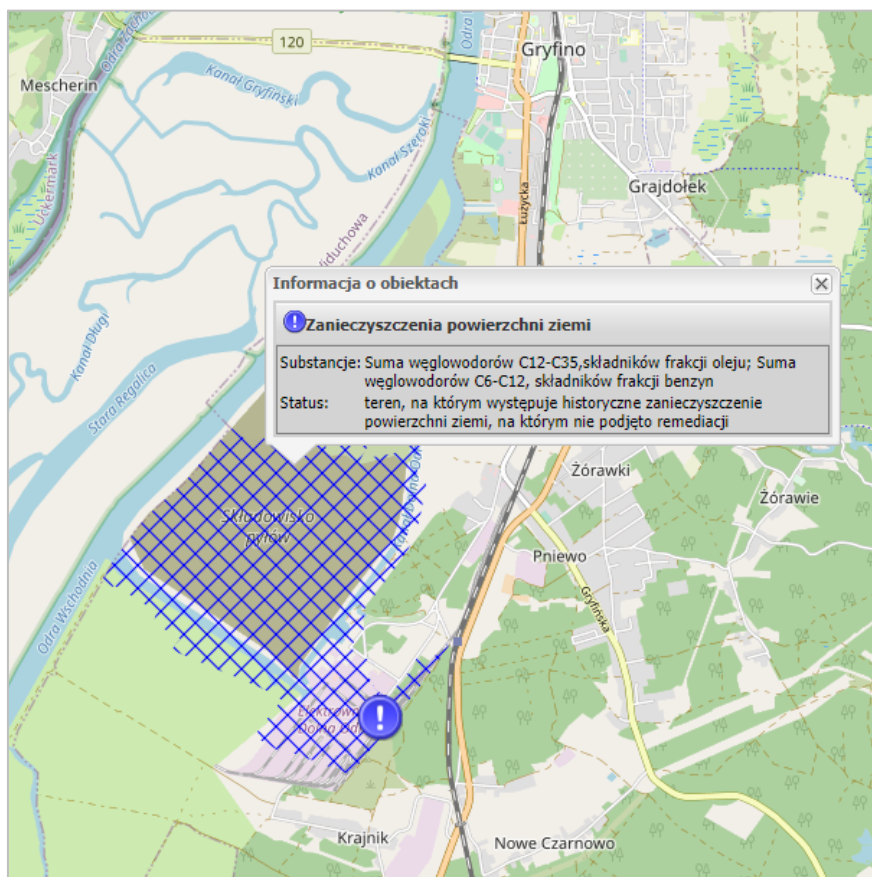 120
Gryfino
Odra Zachodnia
Mescherin
Kanał Gryfiński
Kanał Szeroki
Uckermark
Grajdołek
Łużycka
Widuchowa
Informacja o obiektach
Zanieczyszczenia powierzchni ziemi
Substancje: Suma węglowodorów C12-C35,składników frakcji oleju; Suma
węglowodorów C6-C12, składników frakcji benzyn
Status: teren, na którym występuje historyczne zanieczyszczenie
powierzchni ziemi, na którym nie podjęto remediacji
Kanał Długi
Stara Regalica
Żórawki
Żórawie
Składowisko
pyłów
Pniewo
Odra Wschodnia
Gryfińska
Krajnik
Nowe Czarnowo